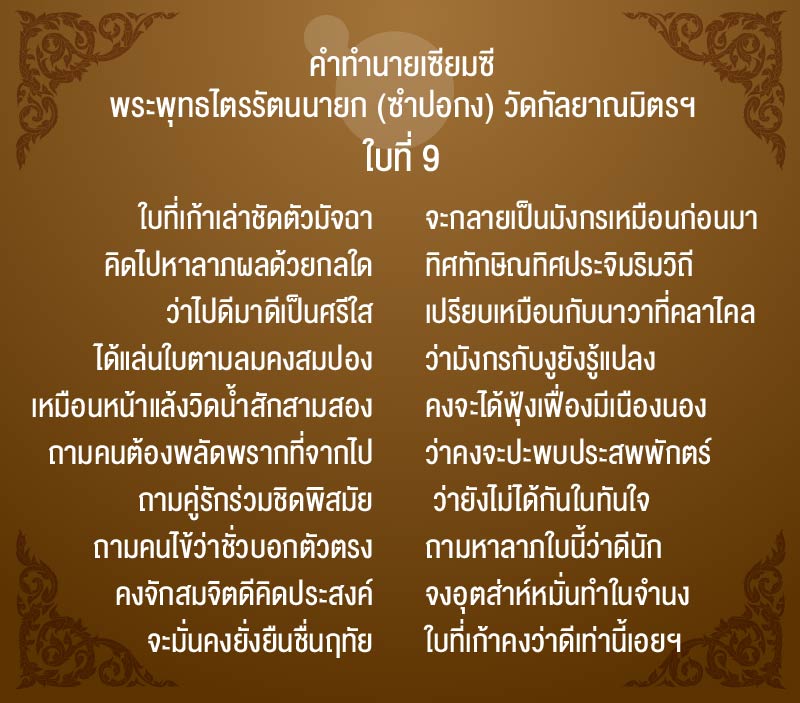 คำทำนายเซียมซี
พระพุทธไตรรัตนนายก (ซำปอกง) วัดกัลยาณมิตรฯ
ใบที่ 9
ใบที่เก้าเล่าชัดตัวมัจฉา จะกลายเป็นมังกรเหมือนก่อนมา
คิดไปหาลาภผลด้วยกลใด ทิศทักษิณทิศประจิมริมวิถี
ว่าไปดีมาดีเป็นศรีใส เปรียบเหมือนกับนาวาที่คลาไคล
ได้แล่นใบตามลมคงสมปอง ว่ามังกรกับงูยังรู้แปลง
เหมือนหน้าแล้งวิดน้ำสักสามสอง คงจะได้ฟุ้งเฟื่องมีเนืองนอง
ถามคนต้องพลัดพรากที่จากไป ว่าคงจะปะพบประสพพักตร์
ถามคู่รักร่วมชิดพิสมัย ว่ายังไม่ได้กันในทันใจ
ถามคนไข้ว่าชั่วบอกตัวตรง ถามหาลาภใบนี้ว่าดีนัก
คงจักสมจิตดีคิดประสงค์ จงอุตส่าห์หมั่นทำในจำนง
จะมั่นคงยั่งยืนชื่นฤทัย ใบที่เก้าคงว่าดีเท่านี้เอยฯ